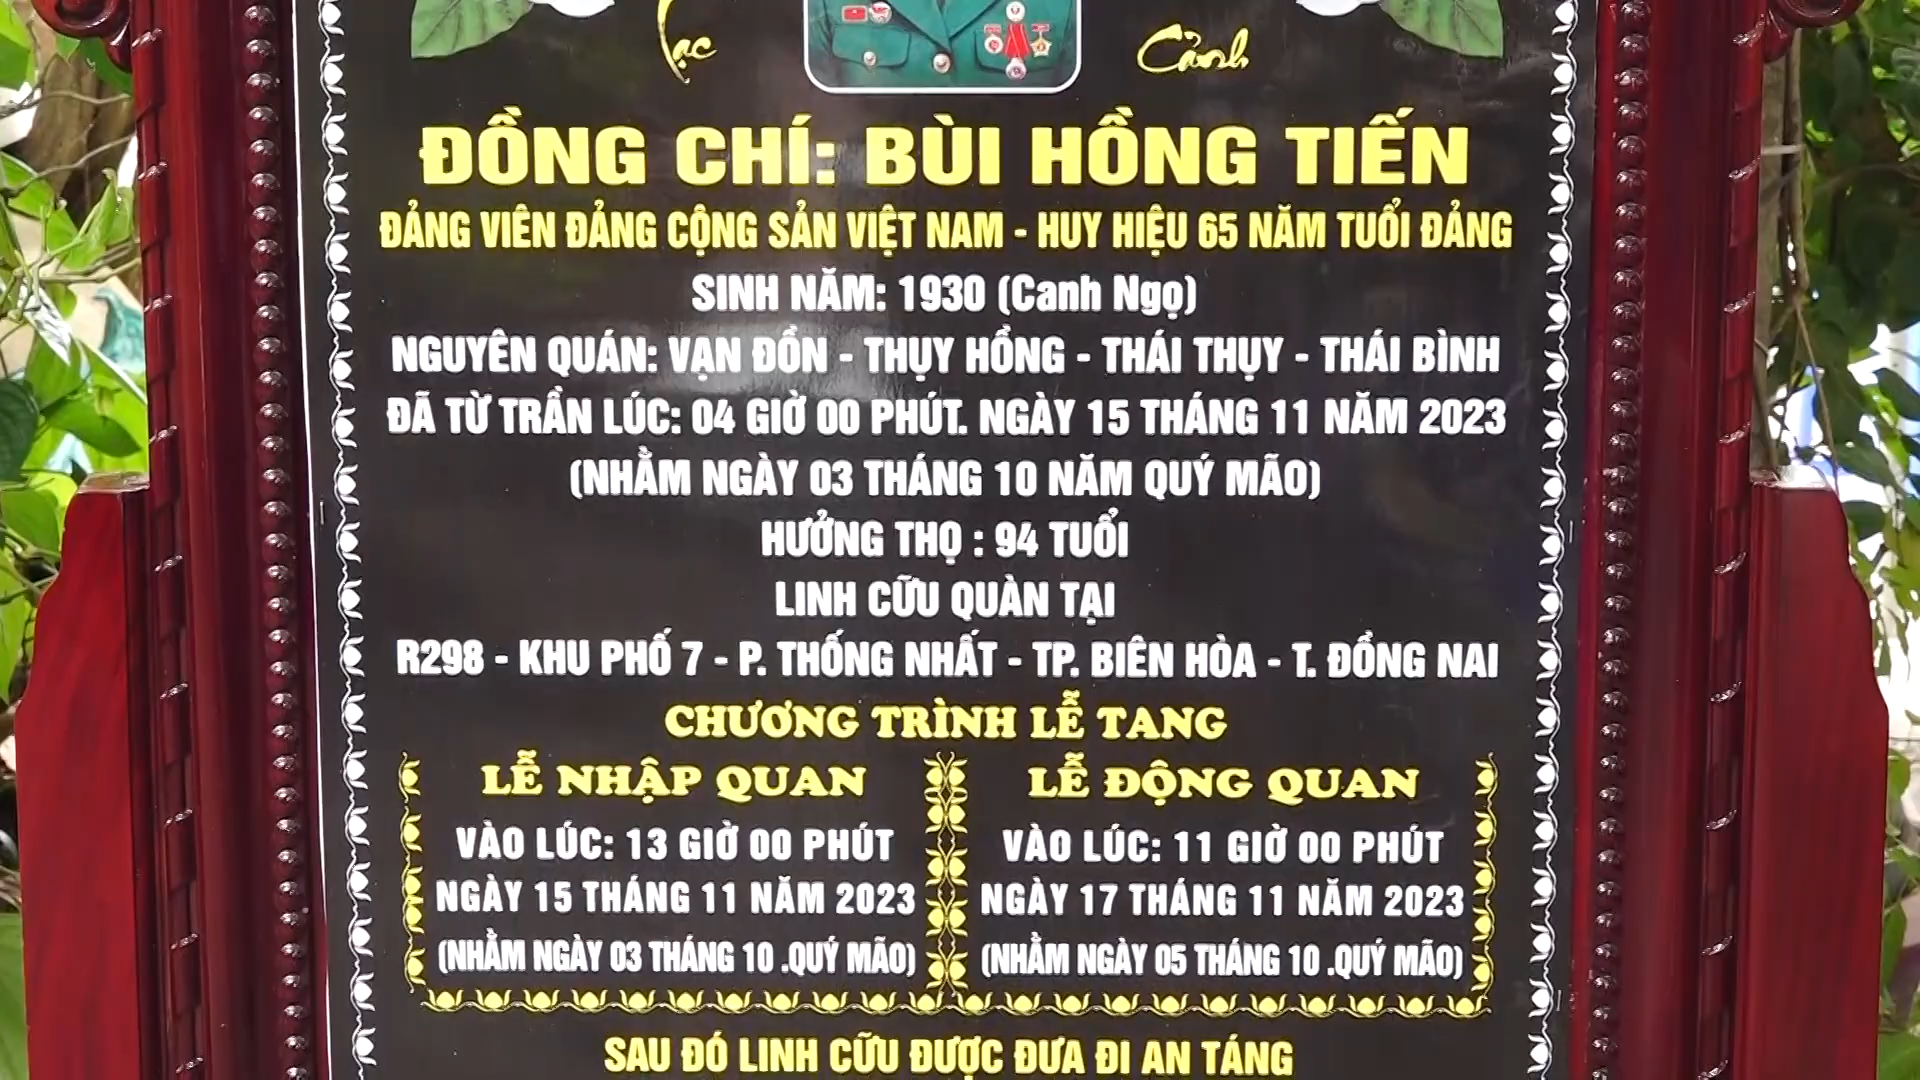 Lạc Cảnh
ĐỒNG CHÍ: BÙI HỒNG TIẾN
ĐẢNG VIÊN ĐẢNG CỘNG SẢN VIỆT NAM - HUY HIỆU 65 NĂM TUỔI ĐẢNG
SINH NĂM: 1930 (Canh Ngọ)
NGUYÊN QUÁN: VẠN ĐỒN - THỤY HỒNG - THÁI THỤY - THÁI BÌNH
ĐÃ TỪ TRẦN LÚC: 04 GIỜ 00 PHÚT. NGÀY 15 THÁNG 11 NĂM 2023
(NHẰM NGÀY 03 THÁNG 10 NĂM QUÝ MÃO)
HƯỞNG THỌ : 94 TUỔI
LINH CỮU QUÀN TẠI
R298 - KHU PHỐ 7 - P. THỐNG NHẤT - TP. BIÊN HÒA - T. ĐỒNG NAI
CHƯƠNG TRÌNH LỄ TANG
LỄ NHẬP QUAN
VÀO LÚC: 13 GIỜ 00 PHÚT
NGÀY 15 THÁNG 11 NĂM 2023
(NHẰM NGÀY 03 THÁNG 10 .QUÝ MÃO)
LỄ ĐỘNG QUAN
VÀO LÚC: 11 GIỜ 00 PHÚT
NGÀY 17 THÁNG 11 NĂM 2023
(NHẰM NGÀY 05 THÁNG 10 .QUÝ MÃO)
SAU ĐÓ LINH CỮU ĐƯỢC ĐƯA ĐI AN TÁNG